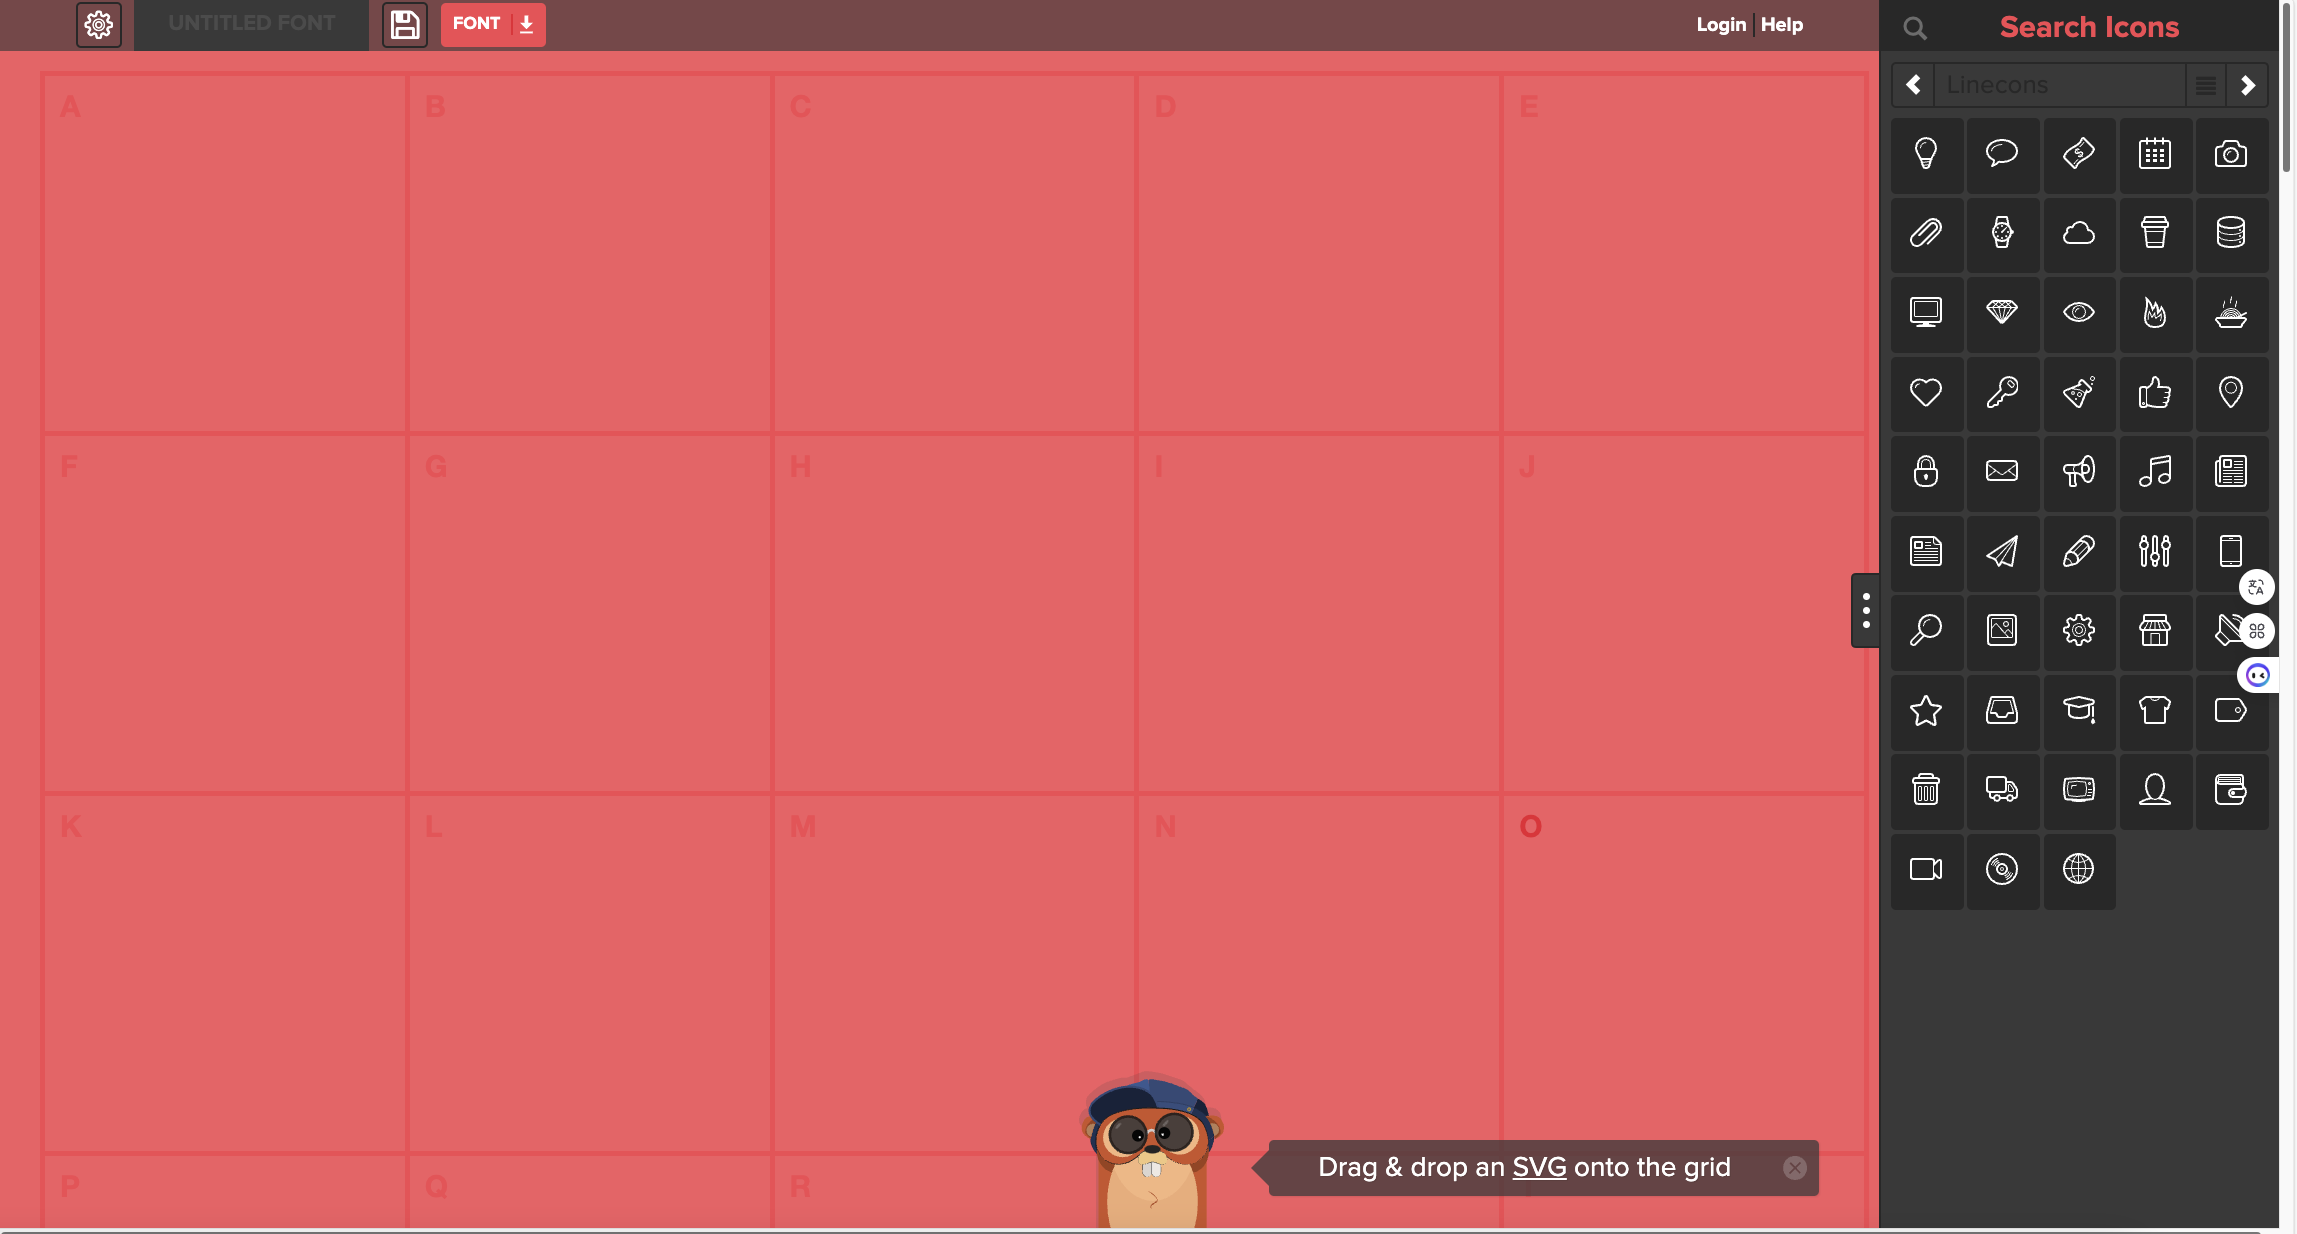 UNTITLED FONT
FONT
Login Help
Search Icons
Linecons
A B C D E
F G H I J
K L M N O
P Q R
Drag & drop an SVG onto the grid